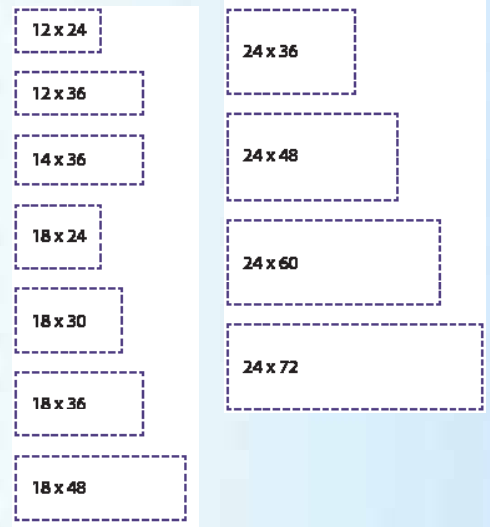 12 x 24
12 x 36
14 x 36
18 x 24
18 x 30
18 x 36
18 x 48
24 x 36
24 x 48
24 x 60
24 x 72